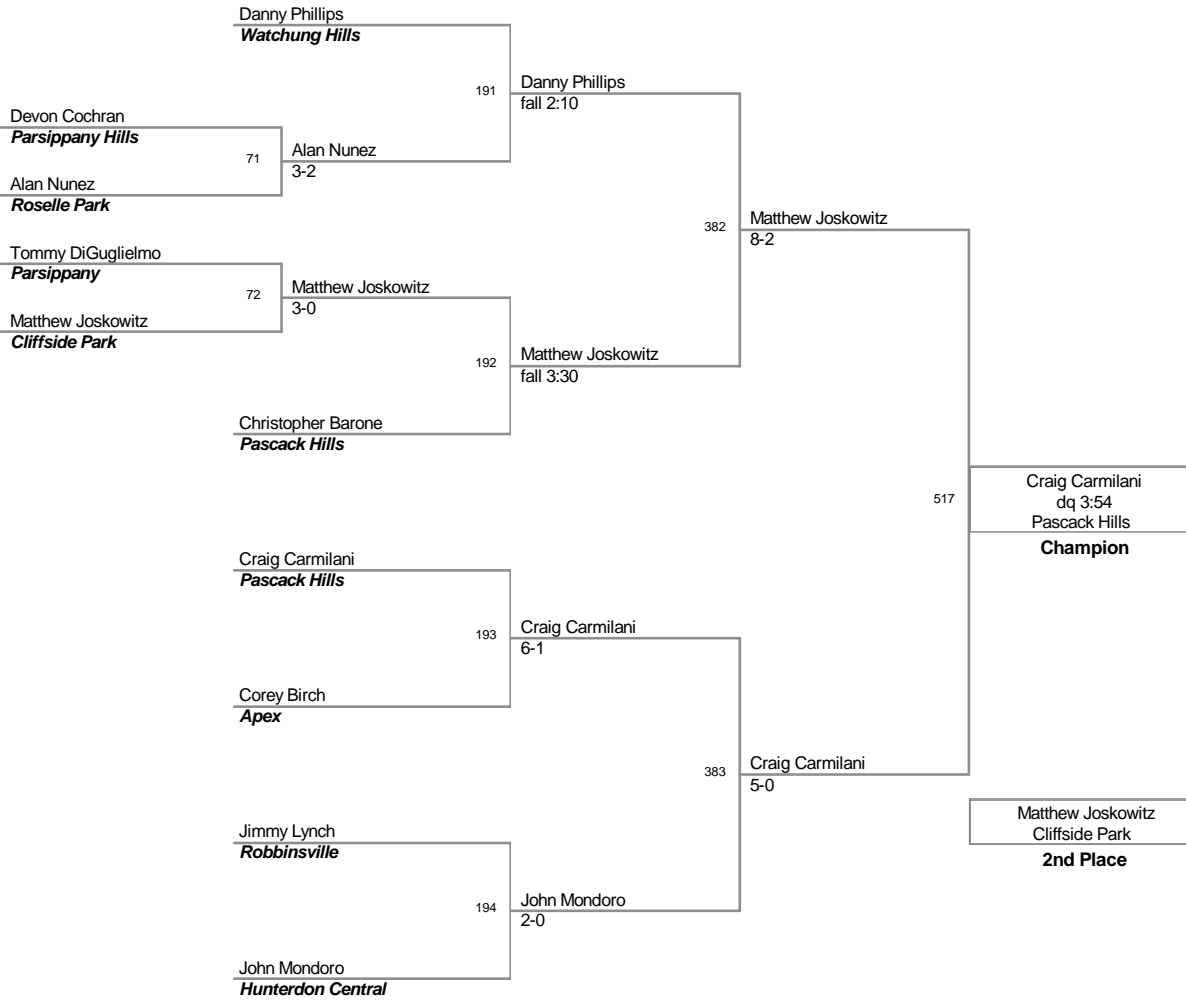 Danny Phillips
Watchung Hills
191
Danny Phillips
fall 2:10
Devon Cochran
Parsippany Hills
71
Alan Nunez
3-2
Alan Nunez
Roselle Park
382
Matthew Joskowitz
8-2
Tommy DiGuglielmo
Parsippany
72
Matthew Joskowitz
3-0
Matthew Joskowitz
Cliffside Park
192
Matthew Joskowitz
fall 3:30
Christopher Barone
Pascack Hills
517
Craig Carmilani
dq 3:54
Pascack Hills
Champion
Craig Carmilani
Pascack Hills
193
Craig Carmilani
6-1
Corey Birch
Apex
383
Craig Carmilani
5-0
Matthew Joskowitz
Cliffside Park
2nd Place
Jimmy Lynch
Robbinsville
194
John Mondoro
2-0
John Mondoro
Hunterdon Central